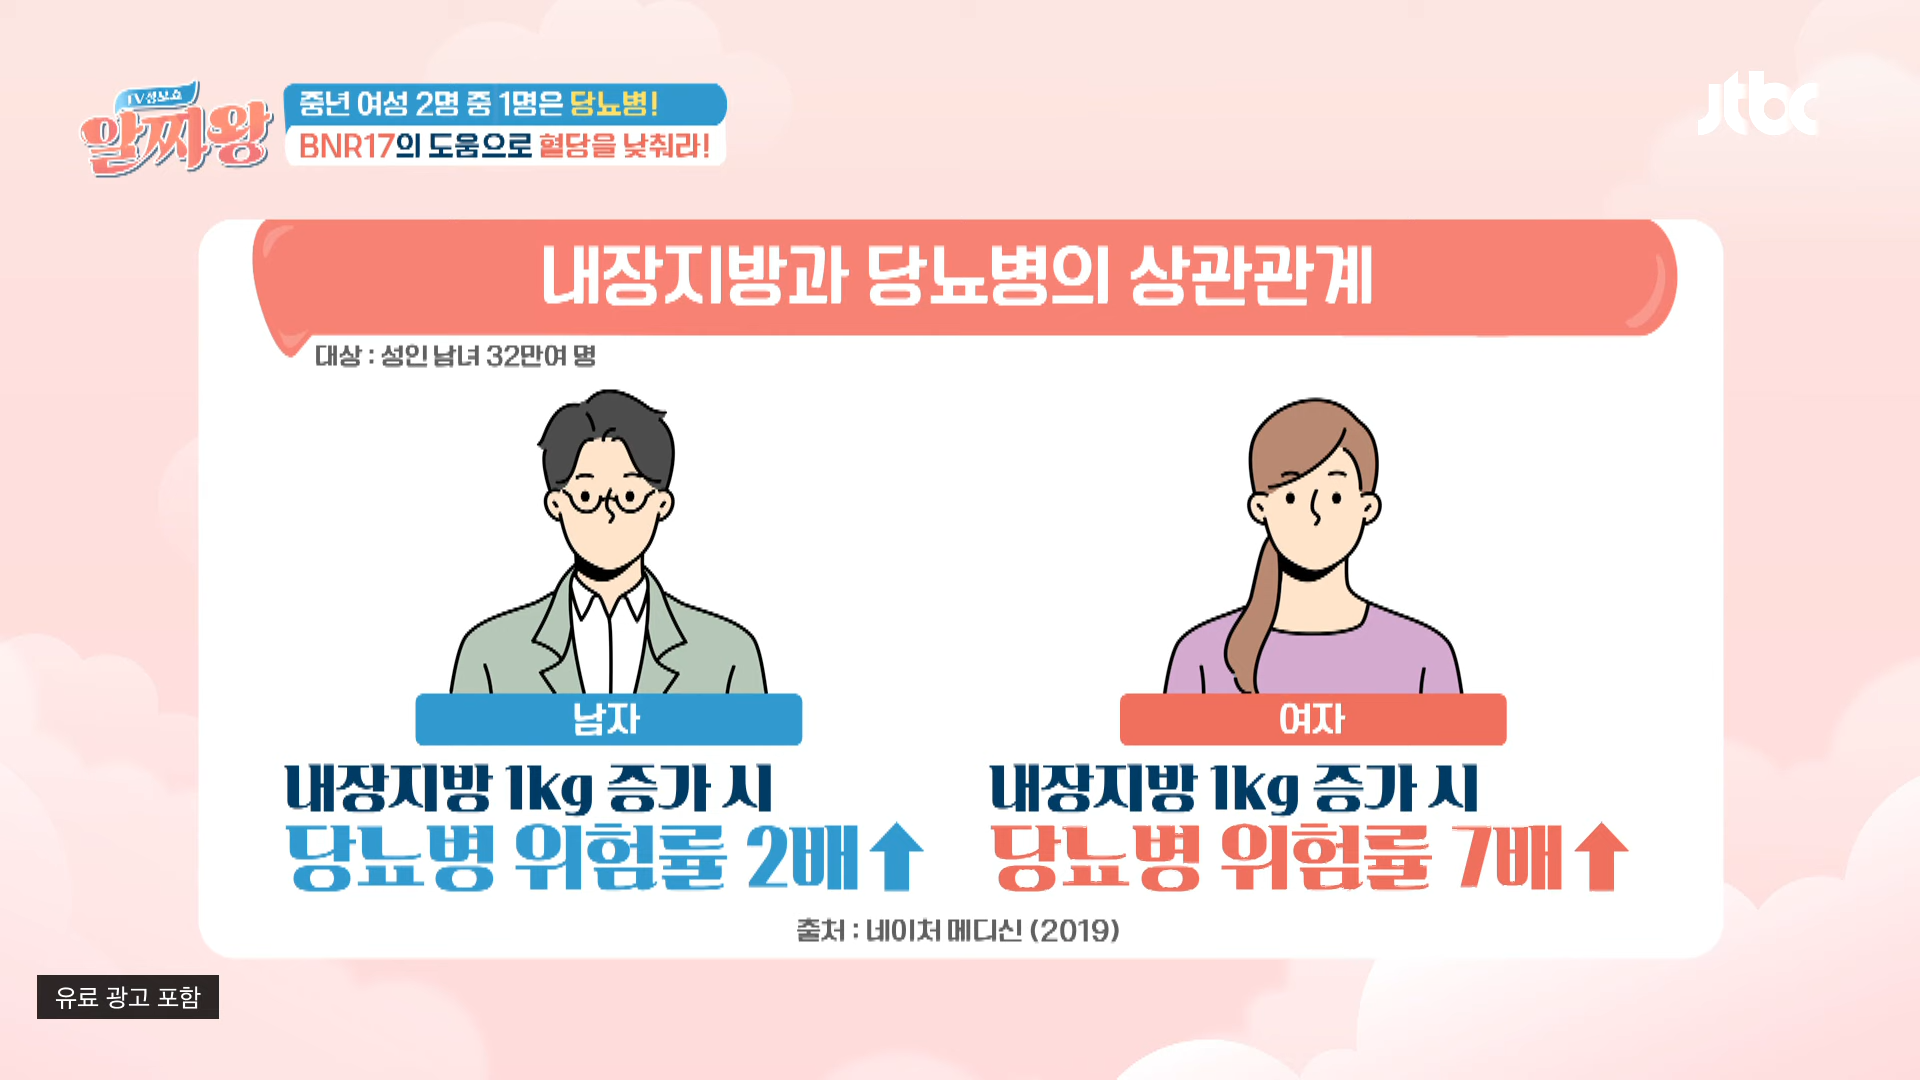 TV정보쇼
알짜왕
중년 여성 2명 중 1명은 당뇨병!
BNR17의 도움으로 혈당을 낮춰라!
jtbc
내장지방과 당뇨병의 상관관계
대상 : 성인 남녀 32만여 명
남자
내장지방 1kg 증가 시
당뇨병 위험률 2배↑
여자
내장지방 1kg 증가 시
당뇨병 위험률 7배↑
출처 : 네이처 메디신 (2019)
유료 광고 포함